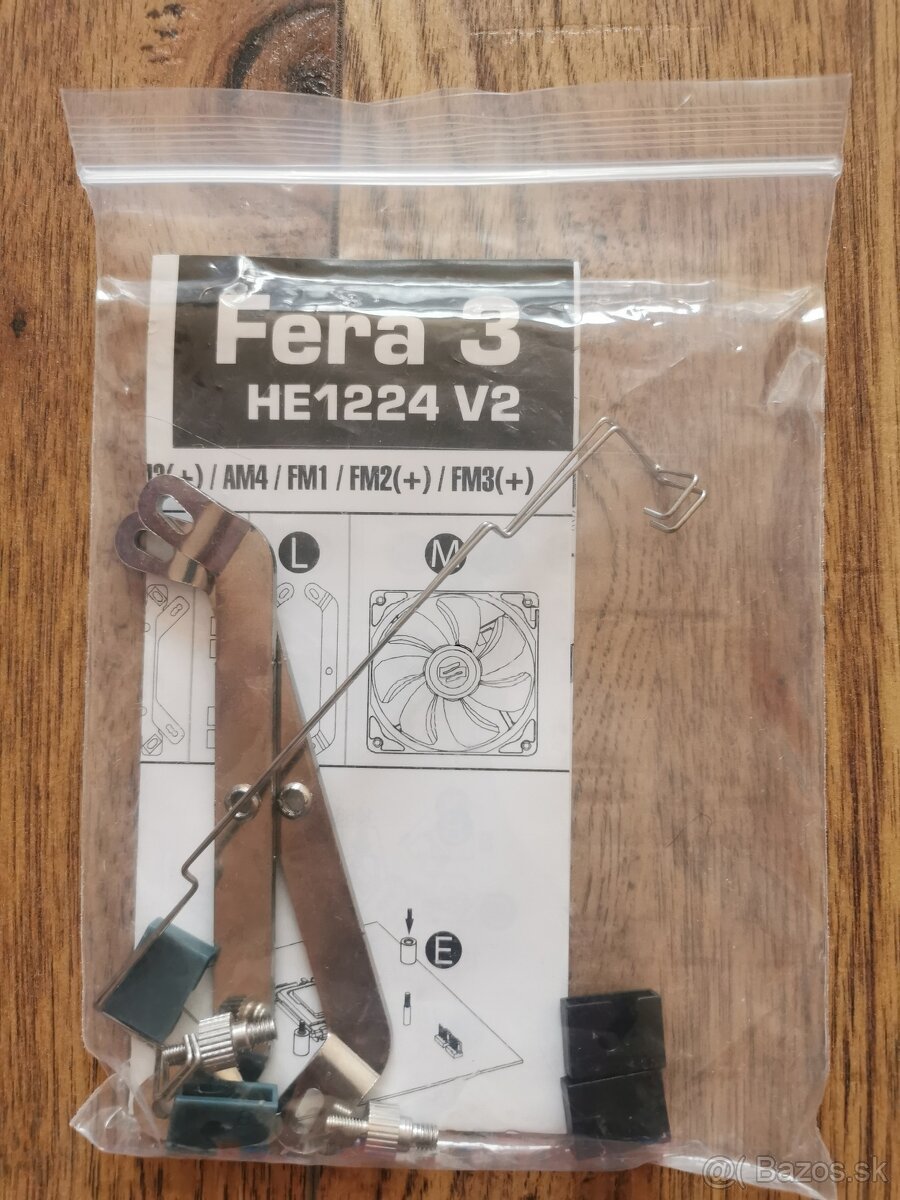 Fera 3
HE1224 V2
/ AM4 / FM1 / FM2(+) / FM3(+)
L
M
E
@( Bazos.sk